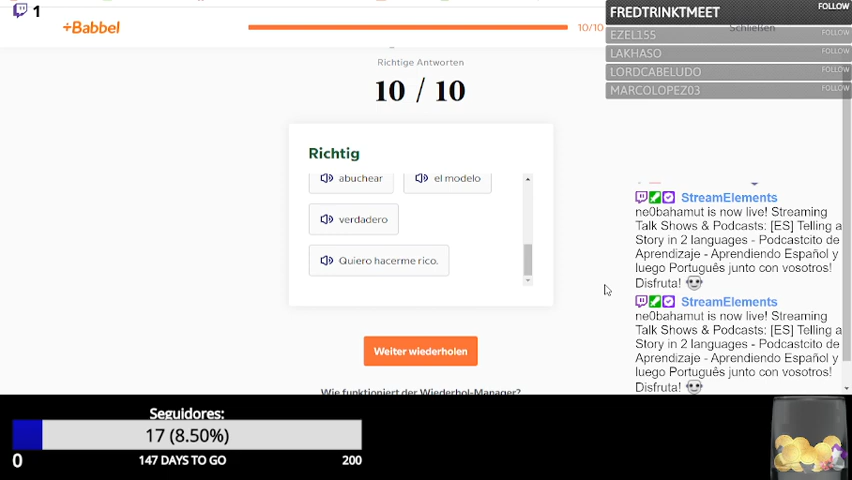 1
+Babbel
10/10
Schließen
FREDTRINKTMEET FOLLOW
EZEL155 FOLLOW
LAKHASO FOLLOW
LORDCABELUDO FOLLOW
MARCOLOPEZ03 FOLLOW
Richtige Antworten
10 / 10
Richtig
abuchear
el modelo
verdadero
Quiero hacerme rico.
Weiter wiederholen
Wie funktioniert der Wiederhol-Manager?
StreamElements
ne0bahamut is now live! Streaming
Talk Shows & Podcasts: [ES] Telling a
Story in 2 languages - Podcastcito de
Aprendizaje - Aprendiendo Español y
luego Português junto con vosotros!
Disfruta!
StreamElements
ne0bahamut is now live! Streaming
Talk Shows & Podcasts: [ES] Telling a
Story in 2 languages - Podcastcito de
Aprendizaje - Aprendiendo Español y
luego Português junto con vosotros!
Disfruta!
Seguidores:
17 (8.50%)
0
147 DAYS TO GO
200